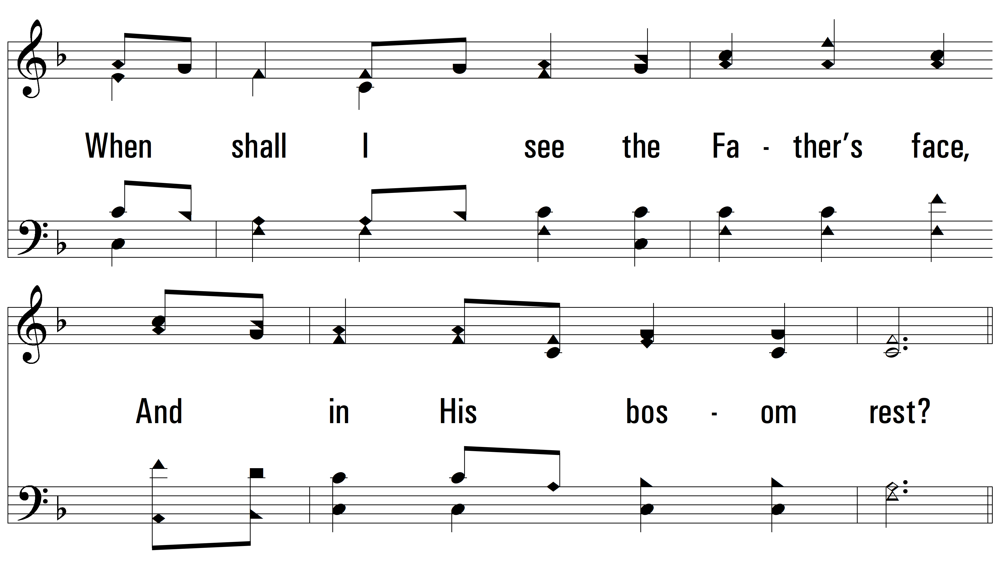 When shall I see the Fa - ther’s face,
And in His bos - om rest?